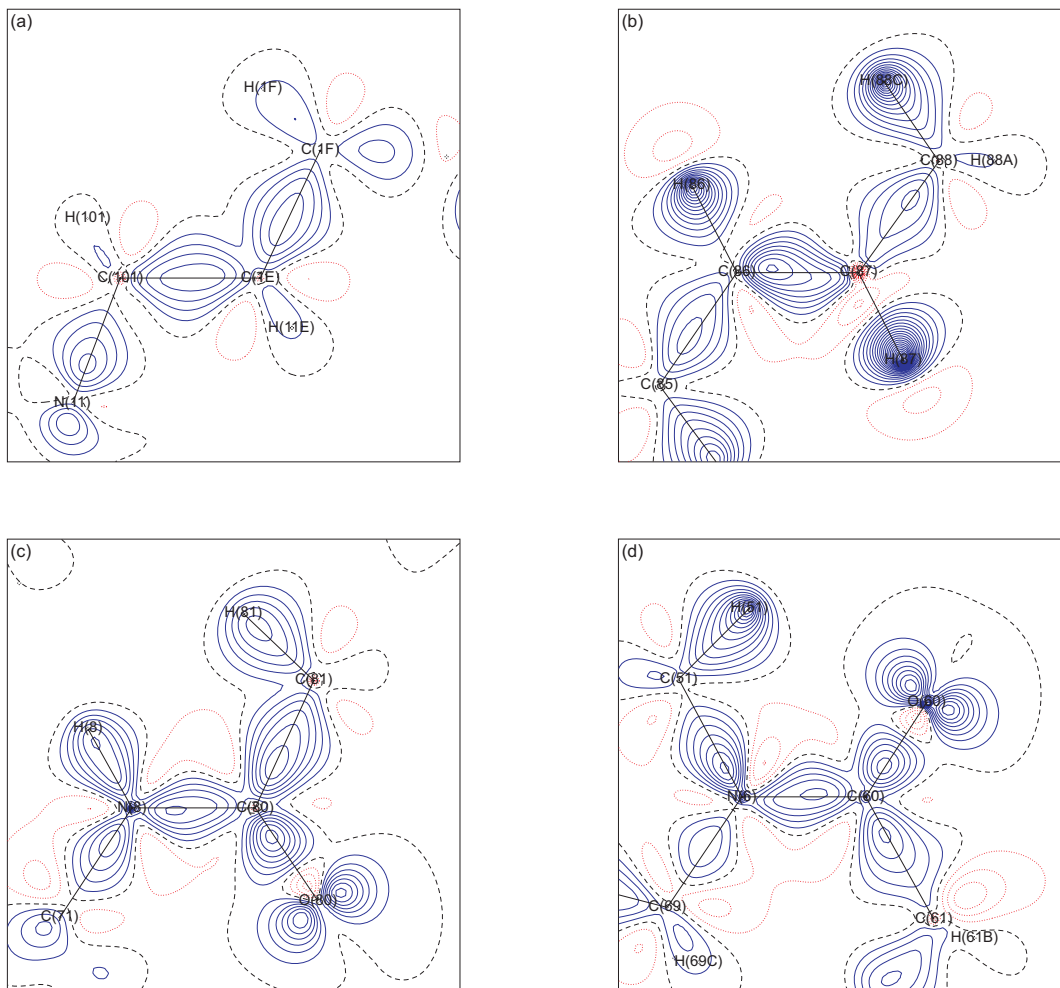 (a)
H(1F)
C(1F)
H(101)
C(101)
C(1E)
H(11E)
N(11)
(b)
H(88C)
C(88)
H(88A)
H(86)
C(86)
C(87)
H(87)
C(85)
(c)
H(81)
C(81)
H(8)
N(8)
C(80)
O(80)
C(71)
(d)
H(51)
C(51)
O(60)
N(6)
C(60)
C(69)
C(61)
H(61B)
H(69C)